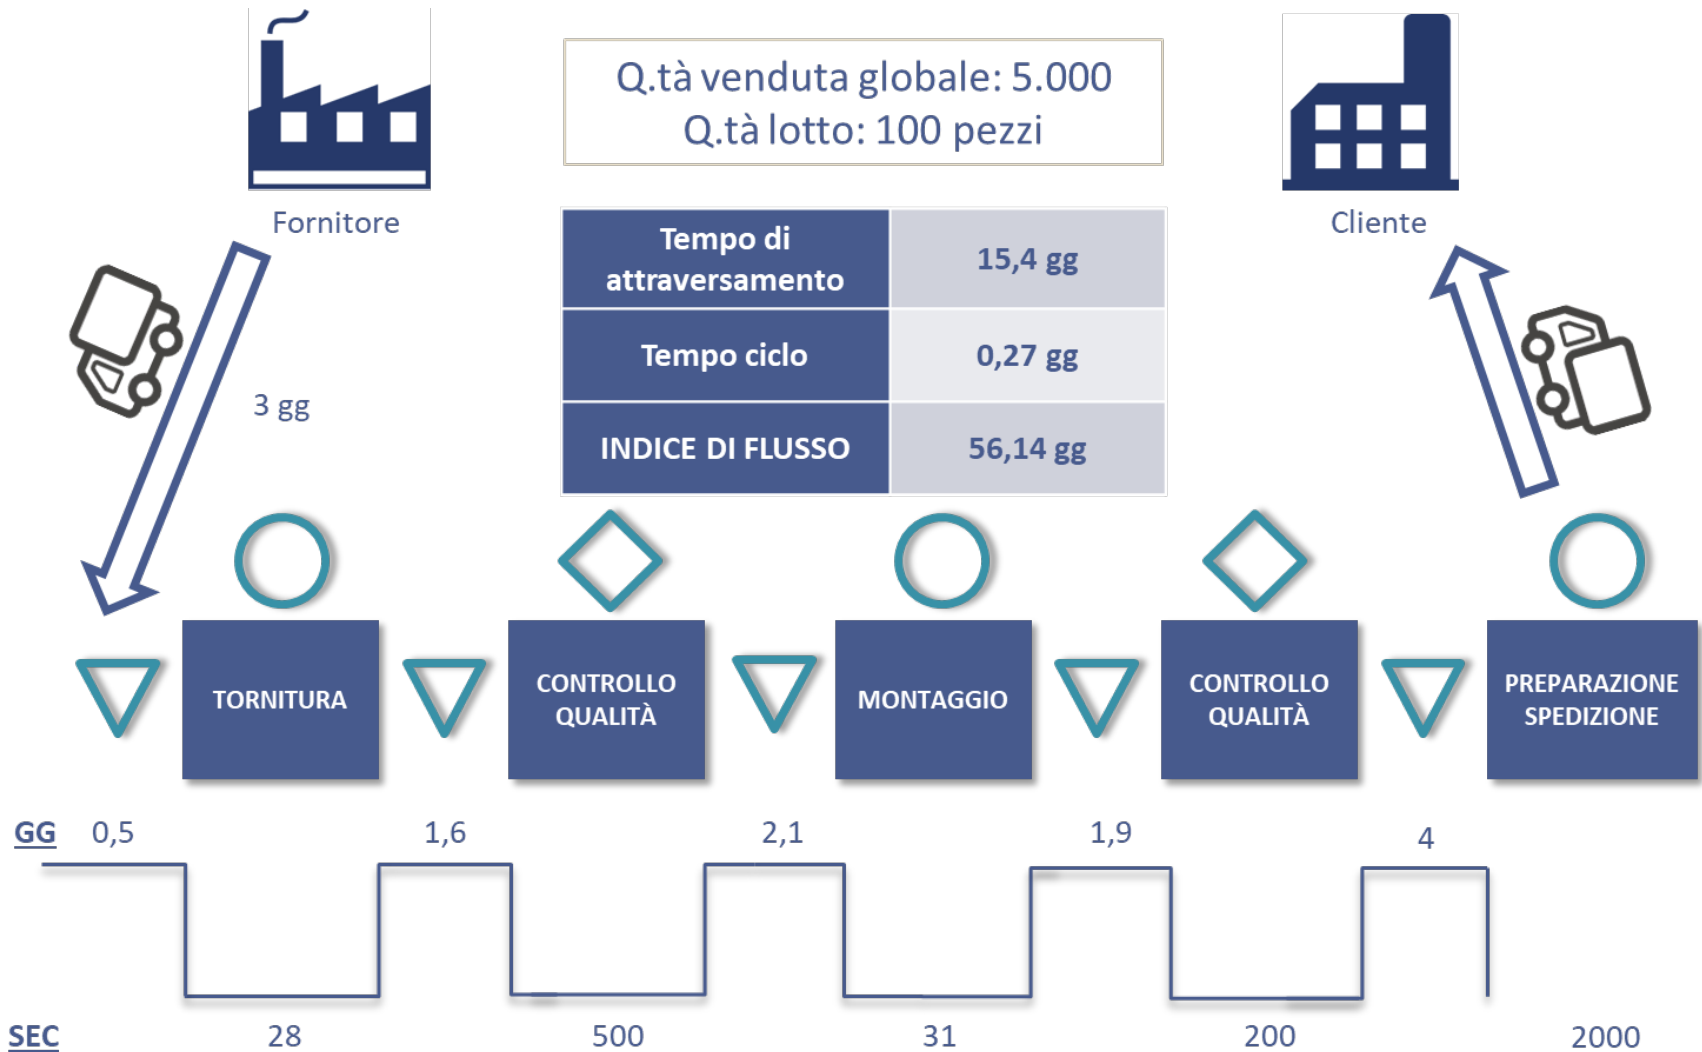 Q.tà venduta globale: 5.000
Q.tà lotto: 100 pezzi
Fornitore
Cliente
Tempo di
attraversamento
15,4 gg
Tempo ciclo
0,27 gg
INDICE DI FLUSSO
56,14 gg
3 gg
TORNITURA
CONTROLLO
QUALITÀ
MONTAGGIO
CONTROLLO
QUALITÀ
PREPARAZIONE
SPEDIZIONE
GG 0,5 1,6 2,1 1,9 4
SEC 28 500 31 200 2000